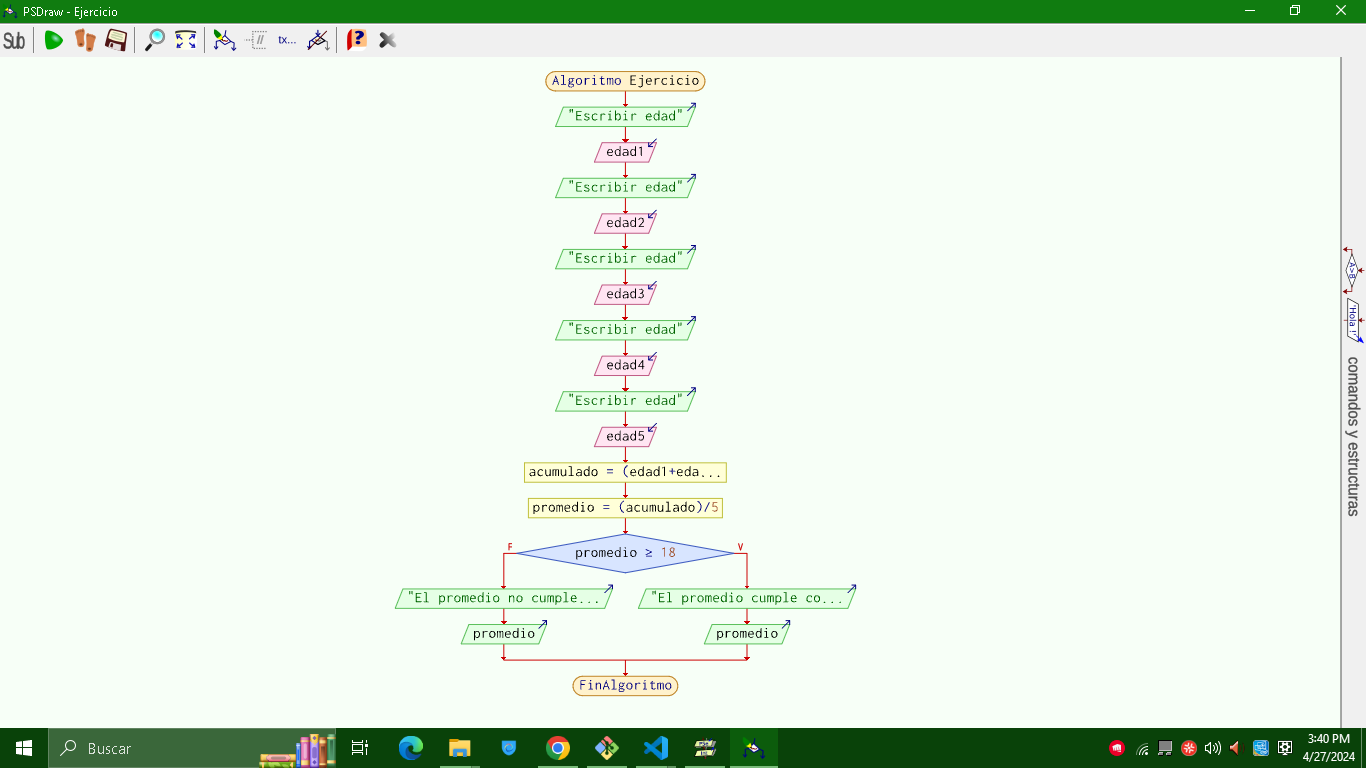 PSDraw - Ejercicio
Sub
tx...
Algoritmo Ejercicio
"Escribir edad"
edad1
"Escribir edad"
edad2
"Escribir edad"
edad3
"Escribir edad"
edad4
"Escribir edad"
edad5
acumulado = (edad1+eda...
promedio = (acumulado)/5
F
promedio ≥ 18
V
"El promedio no cumple...
"El promedio cumple co...
promedio
promedio
FinAlgoritmo
A>B
'Hola !'
comandos y estructuras
Buscar
3:40 PM
4/27/2024